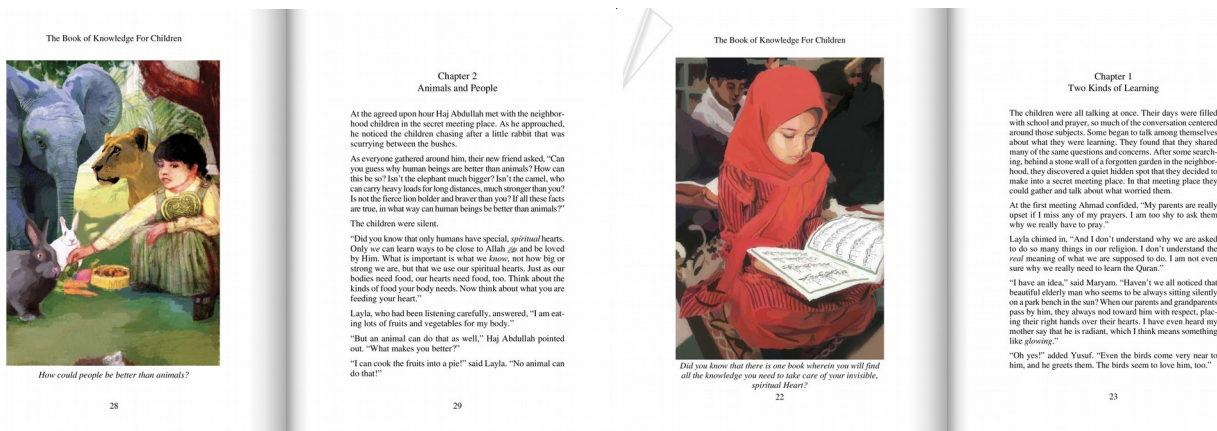 The Book of Knowledge For Children
How could people be better than animals?
28
Chapter 2
Animals and People
At the agreed upon hour Haj Abdullah met with the neighbor-
hood children in the secret meeting place. As he approached,
he noticed the children chasing after a little rabbit that was
scurrying between the bushes.
As everyone gathered around him, their new friend asked, “Can
you guess why human beings are better than animals? How can
this be so? Isn’t the elephant much bigger? Isn’t the camel, who
can carry heavy loads for long distances, much stronger than you?
Is not the fierce lion bolder and braver than you? If all these facts
are true, in what way can human beings be better than animals?”
The children were silent.
“Did you know that only humans have special, spiritual hearts.
Only we can learn ways to be close to Allah ﷻ and be loved
by Him. What is important is what we know, not how big or
strong we are, but that we use our spiritual hearts. Just as our
bodies need food, our hearts need food, too. Think about the
kinds of food your body needs. Now think about what you are
feeding your heart.”
Layla, who had been listening carefully, answered, “I am eat-
ing lots of fruits and vegetables for my body.”
“But an animal can do that as well,” Haj Abdullah pointed
out. “What makes you better?”
“I can cook the fruits into a pie!” said Layla. “No animal can
do that!”
29
The Book of Knowledge For Children
Did you know that there is one book wherein you will find
all the knowledge you need to take care of your invisible,
spiritual Heart?
22
Chapter 1
Two Kinds of Learning
The children were all talking at once. Their days were filled
with school and prayer, so much of the conversation centered
around those subjects. Some began to talk among themselves
about what they were learning. They found that they shared
many of the same questions and concerns. After some search-
ing, behind a stone wall of a forgotten garden in the neighbor-
hood, they discovered a quiet hidden spot that they decided to
make into a secret meeting place. In that meeting place they
could gather and talk about what worried them.
At the first meeting Ahmad confided, “My parents are really
upset if I miss any of my prayers. I am too shy to ask them
why we really have to pray.”
Layla chimed in, “And I don’t understand why we are asked
to do so many things in our religion. I don’t understand the
real meaning of what we are supposed to do. I am not even
sure why we really need to learn the Quran.”
“I have an idea,” said Maryam. “Haven’t we all noticed that
beautiful elderly man who seems to be always sitting silently
on a park bench in the sun? When our parents and grandparents
pass by him, they always nod toward him with respect, plac-
ing their right hands over their hearts. I have even heard my
mother say that he is radiant, which I think means something
like glowing.”
“Oh yes!” added Yusuf. “Even the birds come very near to
him, and he greets them. The birds seem to love him, too.”
23